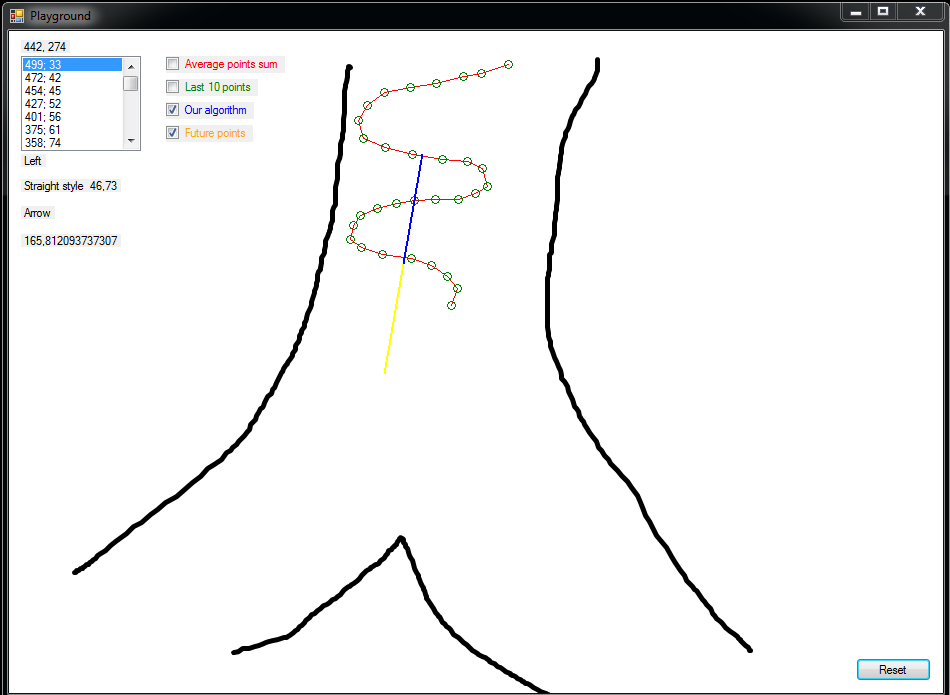 Playground
442, 274
499; 33
472; 42
454; 45
427; 52
401; 56
375; 61
358; 74
Average points sum
Last 10 points
Our algorithm
Future points
Left
Straight style 46,73
Arrow
165,812093737307
Reset